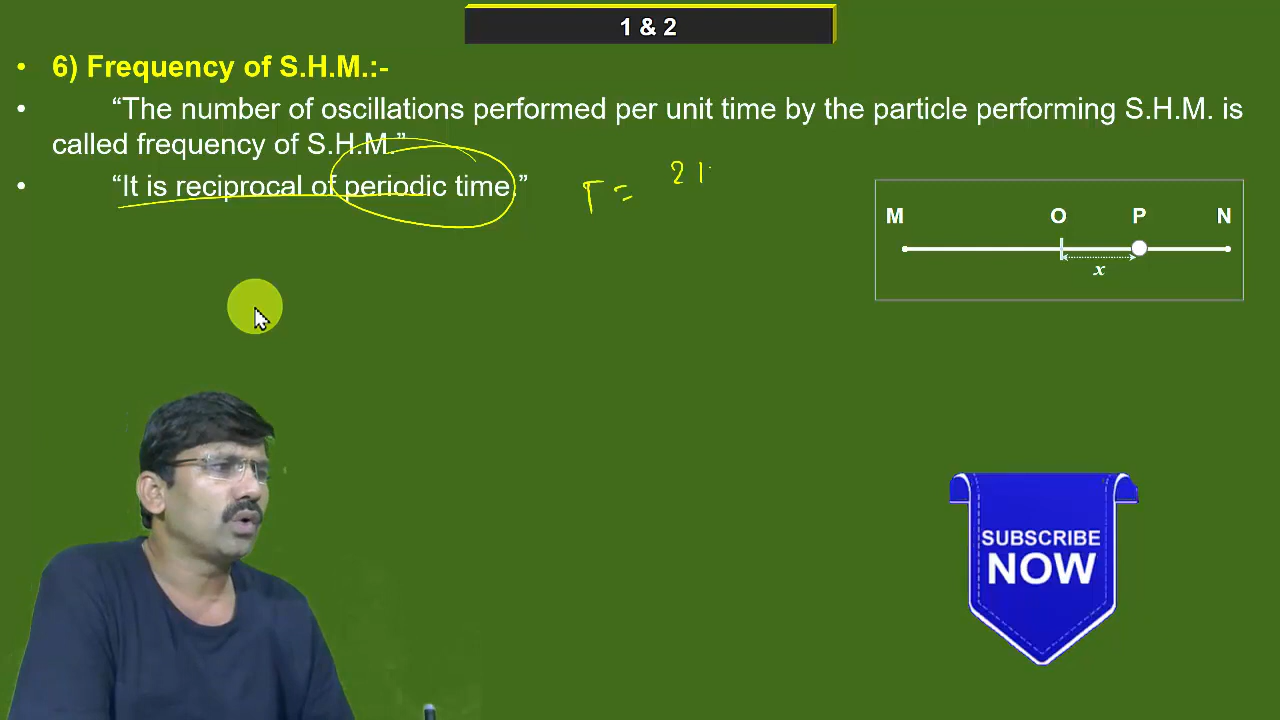 1 & 2
• 6) Frequency of S.H.M.:-
• “The number of oscillations performed per unit time by the particle performing S.H.M. is
called frequency of S.H.M.”
• “It is reciprocal of periodic time.”
T = 2
M O P N
x
SUBSCRIBE
NOW